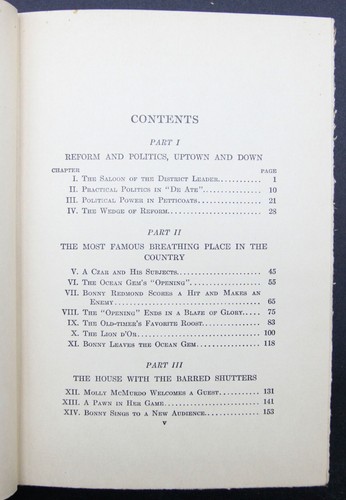 CONTENTS
PART I
REFORM AND POLITICS, UPTOWN AND DOWN
CHAPTER PAGE
I. THE SALOON OF THE DISTRICT LEADER............ 1
II. PRACTICAL POLITICS IN "DE ATE"............ 10
III. POLITICAL POWER IN PETTICOATS............ 21
IV. THE WEDGE OF REFORM............ 28
PART II
THE MOST FAMOUS BREATHING PLACE IN THE
COUNTRY
V. A CZAR AND HIS SUBJECTS............ 45
VI. THE OCEAN GEM'S "OPENING"............ 55
VII. BONNY REDMOND SCORES A HIT AND MAKES AN
ENEMY............ 65
VIII. THE "OPENING" ENDS IN A BLAZE OF GLORY.... 75
IX. THE OLD-TIMER'S FAVORITE ROOST............ 83
X. THE LION D'OR............ 100
XI. BONNY LEAVES THE OCEAN GEM............ 118
PART III
THE HOUSE WITH THE BARRED SHUTTERS
XII. MOLLY MCMURDO WELCOMES A GUEST......... 131
XIII. A PAWN IN HER GAME............ 141
XIV. BONNY SINGS TO A NEW AUDIENCE............ 153
v